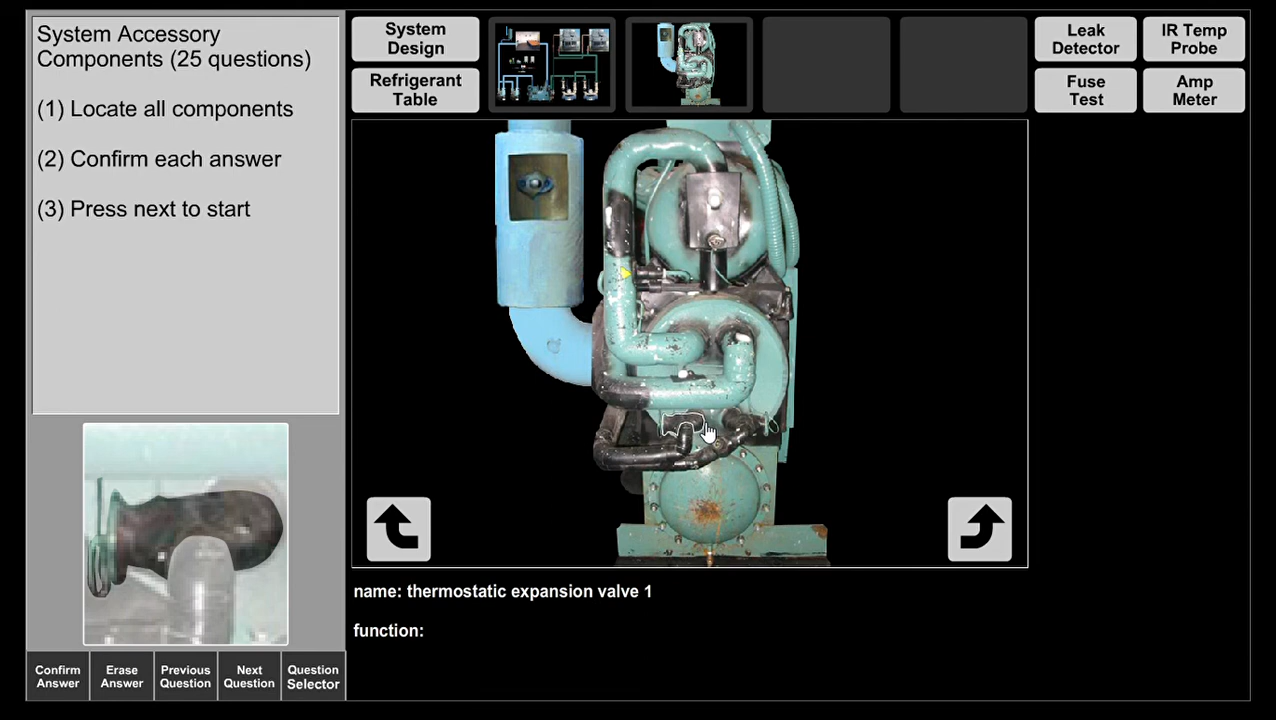 System Accessory
Components (25 questions)
(1) Locate all components
(2) Confirm each answer
(3) Press next to start
System
Design
Refrigerant
Table
Leak
Detector
IR Temp
Probe
Fuse
Test
Amp
Meter
name: thermostatic expansion valve 1
function:
Confirm
Answer
Erase
Answer
Previous
Question
Next
Question
Question
Selector